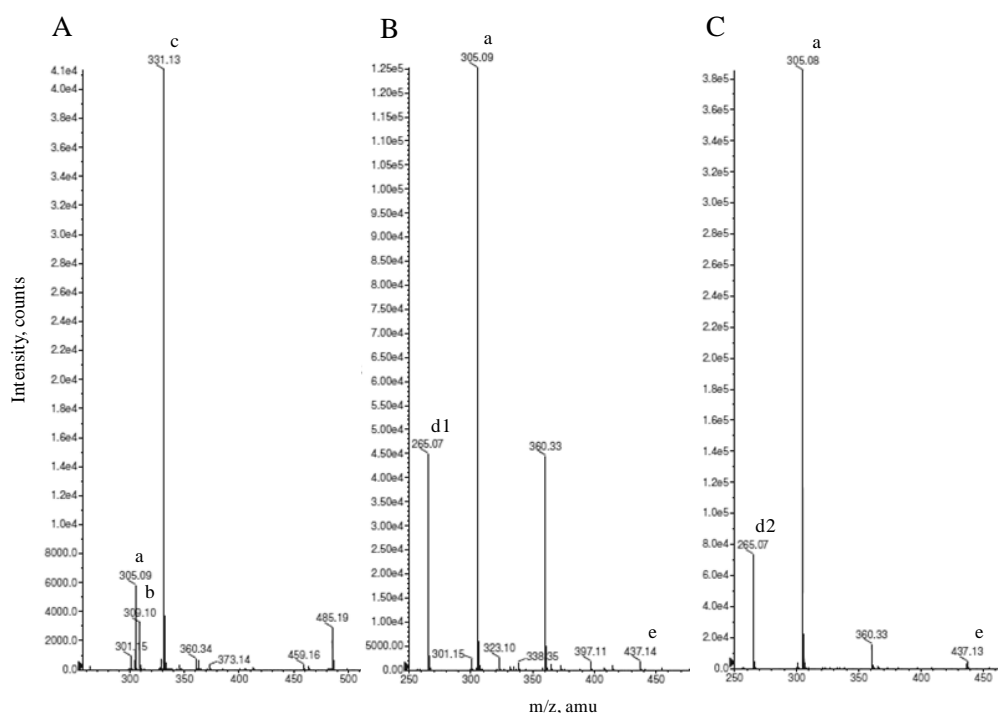 A
B
C
c
331.13
a
305.09
a
305.08
4.1e4
4.0e4
3.8e4
3.6e4
3.4e4
3.2e4
3.0e4
2.8e4
2.6e4
2.4e4
2.2e4
2.0e4
1.8e4
1.6e4
1.4e4
1.2e4
1.0e4
8000.0
6000.0
4000.0
2000.0
0.0
a
305.09
b
309.10
301.15
360.34
373.14
459.16
485.19
300
350
400
450
500
1.25e5
1.20e5
1.15e5
1.10e5
1.05e5
1.00e5
9.50e4
9.00e4
8.50e4
8.00e4
7.50e4
7.00e4
6.50e4
6.00e4
5.50e4
5.00e4
4.50e4
4.00e4
3.50e4
3.00e4
2.50e4
2.00e4
1.50e4
1.00e4
5000.00
0.00
d1
265.07
360.33
301.15
323.10
338.35
397.11
e
437.14
250
300
350
400
450
3.8e5
3.6e5
3.4e5
3.2e5
3.0e5
2.8e5
2.6e5
2.4e5
2.2e5
2.0e5
1.8e5
1.6e5
1.4e5
1.2e5
1.0e5
8.0e4
6.0e4
4.0e4
2.0e4
0.0
d2
265.07
360.33
e
437.13
250
300
350
400
450
Intensity, counts
m/z, amu